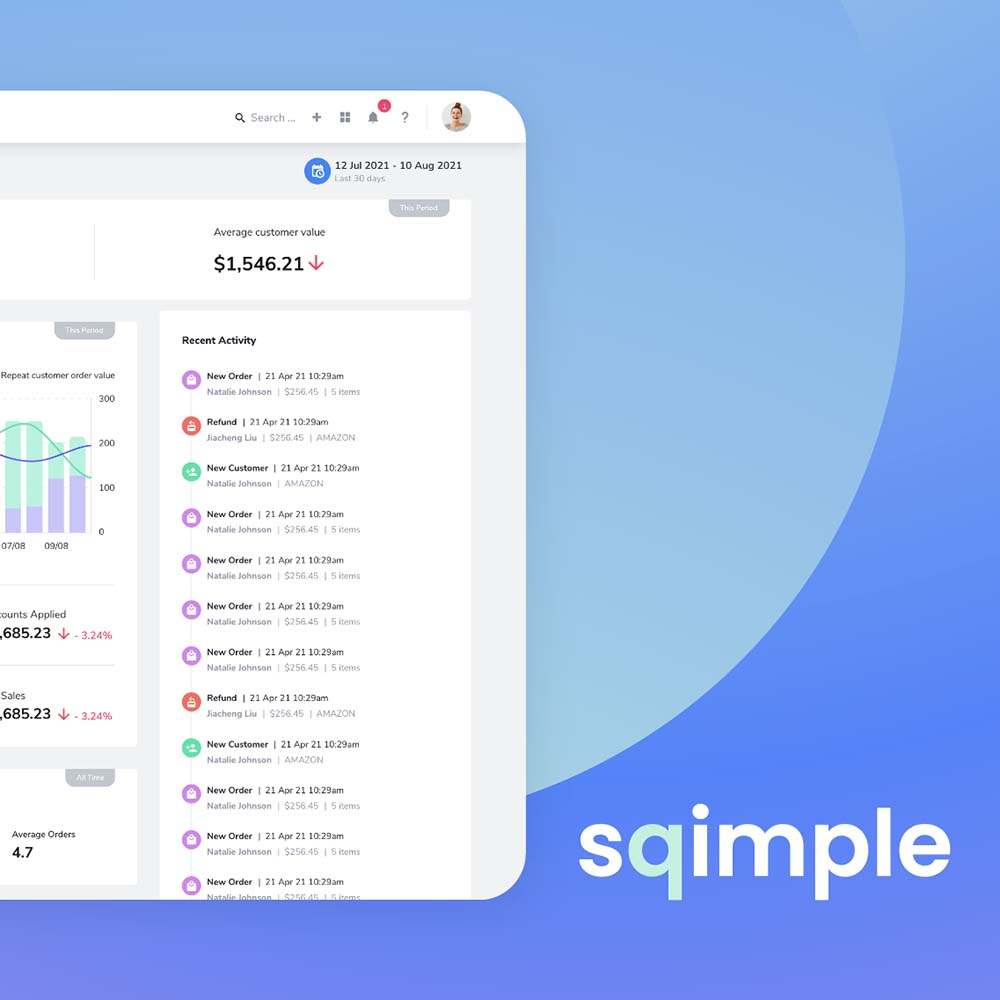 Search ...
1
?
12 Jul 2021 - 10 Aug 2021
Last 30 days
This Period
Average customer value
$1,546.21
This Period
Repeat customer order value
300
200
100
0
07/08 09/08
counts Applied
,685.23 - 3.24%
Sales
,685.23 - 3.24%
All Time
Average Orders
4.7
Recent Activity
New Order | 21 Apr 21 10:29am
Natalie Johnson | $256.45 | 5 items
Refund | 21 Apr 21 10:29am
Jiacheng Liu | $256.45 | AMAZON
New Customer | 21 Apr 21 10:29am
Natalie Johnson | AMAZON
New Order | 21 Apr 21 10:29am
Natalie Johnson | $256.45 | 5 items
New Order | 21 Apr 21 10:29am
Natalie Johnson | $256.45 | 5 items
New Order | 21 Apr 21 10:29am
Natalie Johnson | $256.45 | 5 items
New Order | 21 Apr 21 10:29am
Natalie Johnson | $256.45 | 5 items
Refund | 21 Apr 21 10:29am
Jiacheng Liu | $256.45 | AMAZON
New Customer | 21 Apr 21 10:29am
Natalie Johnson | AMAZON
New Order | 21 Apr 21 10:29am
Natalie Johnson | $256.45 | 5 items
New Order | 21 Apr 21 10:29am
Natalie Johnson | $256.45 | 5 items
New Order | 21 Apr 21 10:29am
Natalie Johnson | $256.45 | 5 items
sqimple